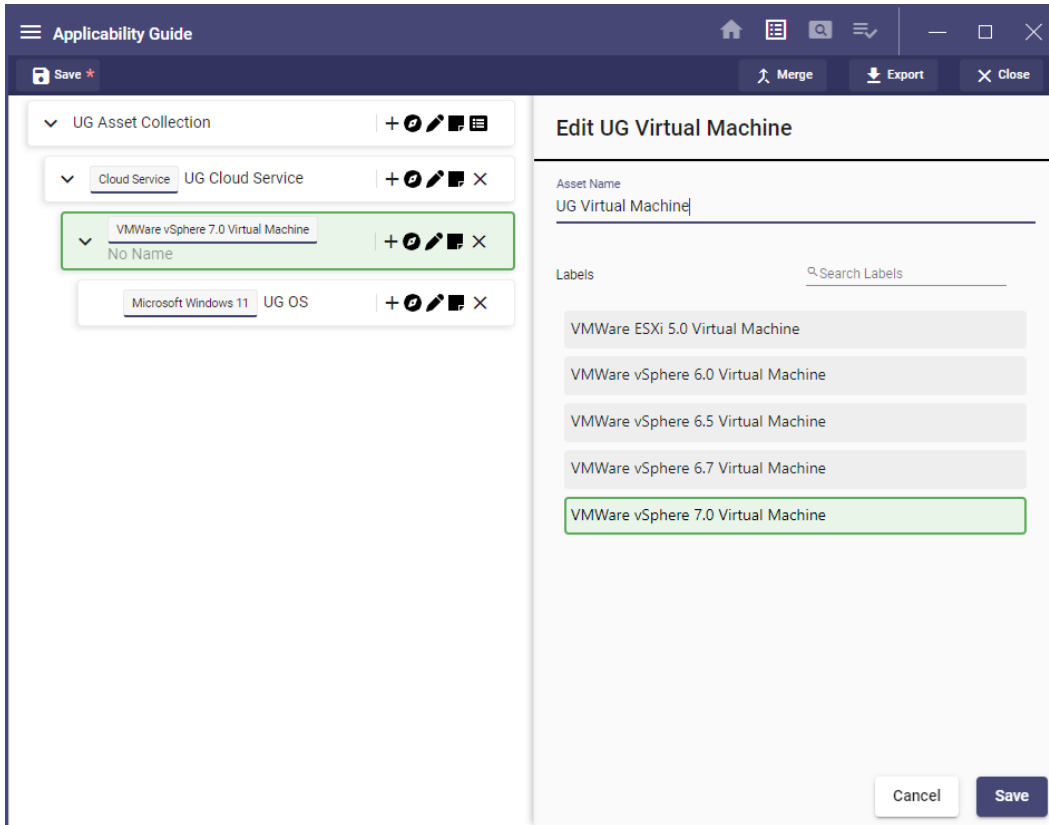 Applicability Guide
Save *
Merge
Export
Close
UG Asset Collection
Cloud Service UG Cloud Service
VMWare vSphere 7.0 Virtual Machine
No Name
Microsoft Windows 11 UG OS
Edit UG Virtual Machine
Asset Name
UG Virtual Machine
Labels
Search Labels
VMWare ESXi 5.0 Virtual Machine
VMWare vSphere 6.0 Virtual Machine
VMWare vSphere 6.5 Virtual Machine
VMWare vSphere 6.7 Virtual Machine
VMWare vSphere 7.0 Virtual Machine
Cancel
Save